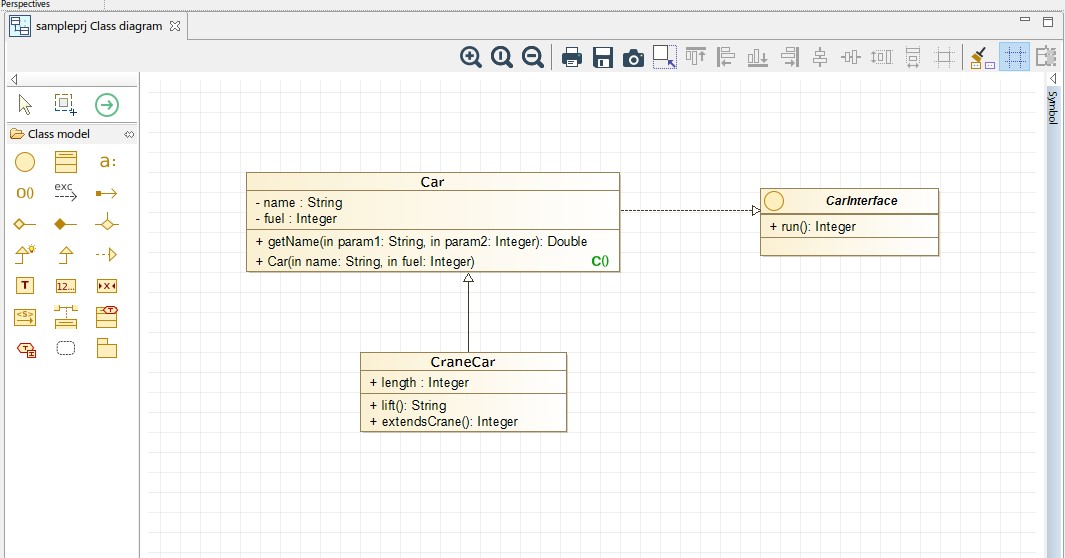 Perspectives
sampleprj Class diagram
Symbol
Class model
a:
O()
exc
T
12...
X
<S>
T
T
Car
- name : String
- fuel : Integer
+ getName(in param1: String, in param2: Integer): Double
+ Car(in name: String, in fuel: Integer) C()
CarInterface
+ run(): Integer
CraneCar
+ length : Integer
+ lift(): String
+ extendsCrane(): Integer